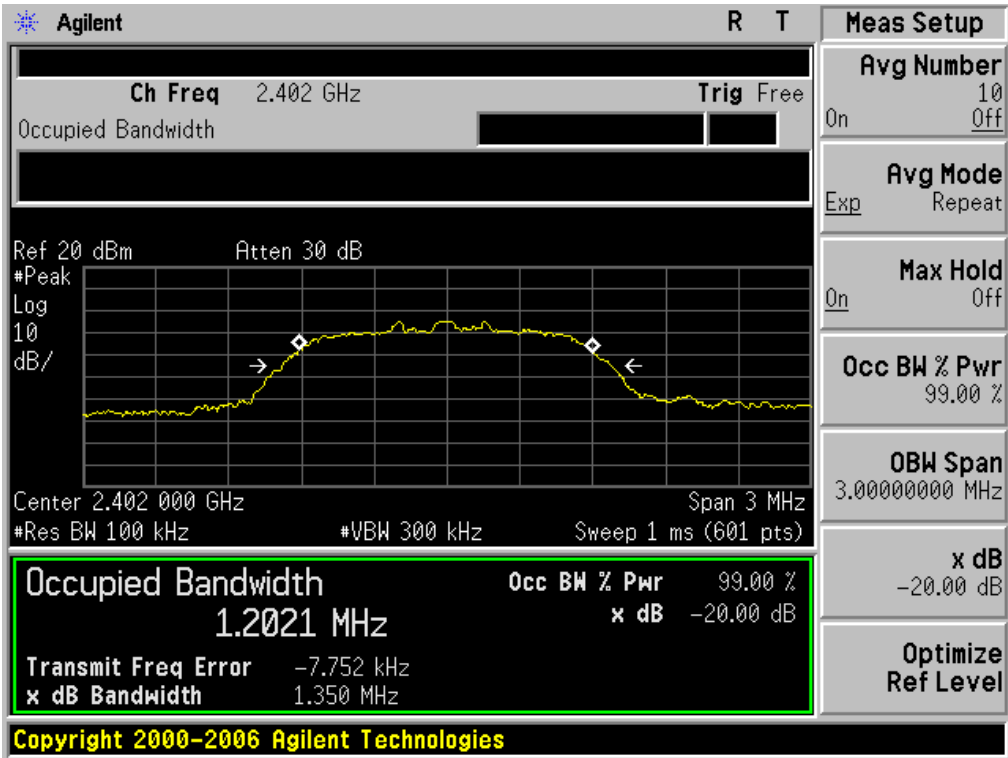 Agilent R T
Ch Freq 2.402 GHz Trig Free
Occupied Bandwidth
Ref 20 dBm Atten 30 dB
#Peak
Log
10
dB/
Center 2.402 000 GHz Span 3 MHz
#Res BW 100 kHz #VBW 300 kHz Sweep 1 ms (601 pts)
Occupied Bandwidth
1.2021 MHz
Occ BW % Pwr 99.00 %
x dB -20.00 dB
Transmit Freq Error -7.752 kHz
x dB Bandwidth 1.350 MHz
Copyright 2000-2006 Agilent Technologies
Meas Setup
Avg Number
10
On Off
Avg Mode
Exp Repeat
Max Hold
On Off
Occ BW % Pwr
99.00 %
OBW Span
3.00000000 MHz
x dB
-20.00 dB
Optimize
Ref Level